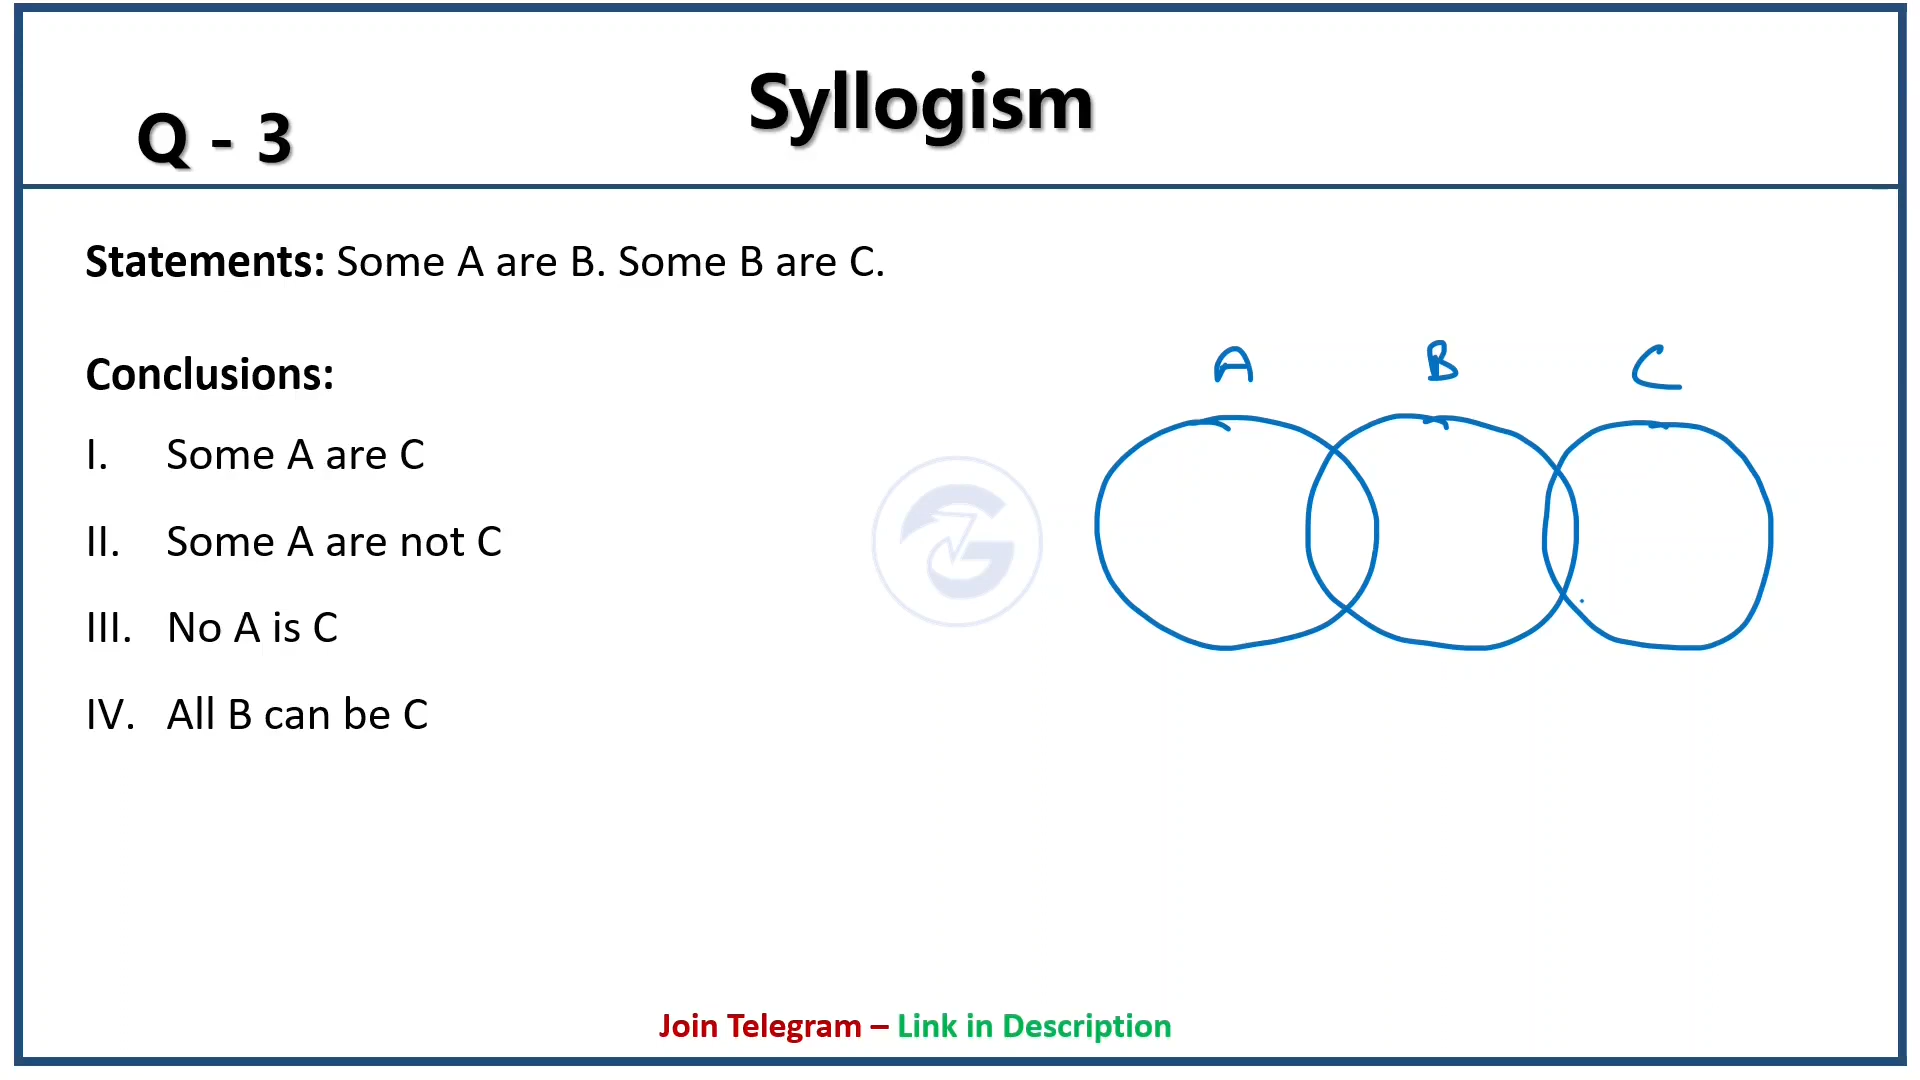 Syllogism
Q - 3
Statements: Some A are B. Some B are C.
Conclusions:
A B C
I. Some A are C
II. Some A are not C
III. No A is C
IV. All B can be C
Join Telegram – Link in Description